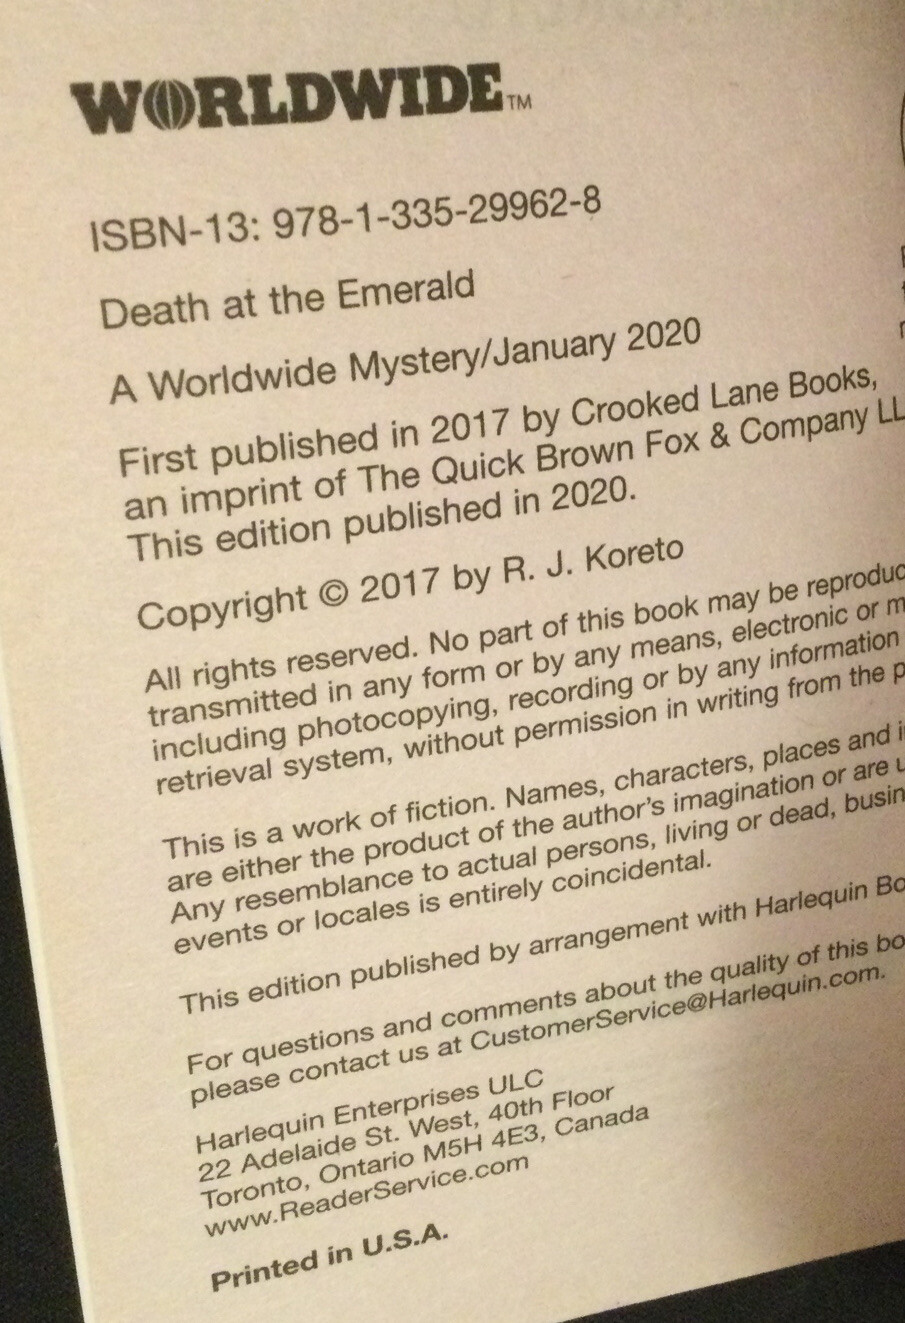 WORLDWIDE™
ISBN-13: 978-1-335-29962-8
Death at the Emerald
A Worldwide Mystery/January 2020
First published in 2017 by Crooked Lane Books,
an imprint of The Quick Brown Fox & Company LL
This edition published in 2020.
Copyright © 2017 by R. J. Koreto
All rights reserved. No part of this book may be reproduc
transmitted in any form or by any means, electronic or m
including photocopying, recording or by any information
retrieval system, without permission in writing from the p
This is a work of fiction. Names, characters, places and i
are either the product of the author's imagination or are u
Any resemblance to actual persons, living or dead, busin
events or locales is entirely coincidental.
This edition published by arrangement with Harlequin Bo
For questions and comments about the quality of this bo
please contact us at CustomerService@Harlequin.com.
Harlequin Enterprises ULC
22 Adelaide St. West, 40th Floor
Toronto, Ontario M5H 4E3, Canada
www.ReaderService.com
Printed in U.S.A.